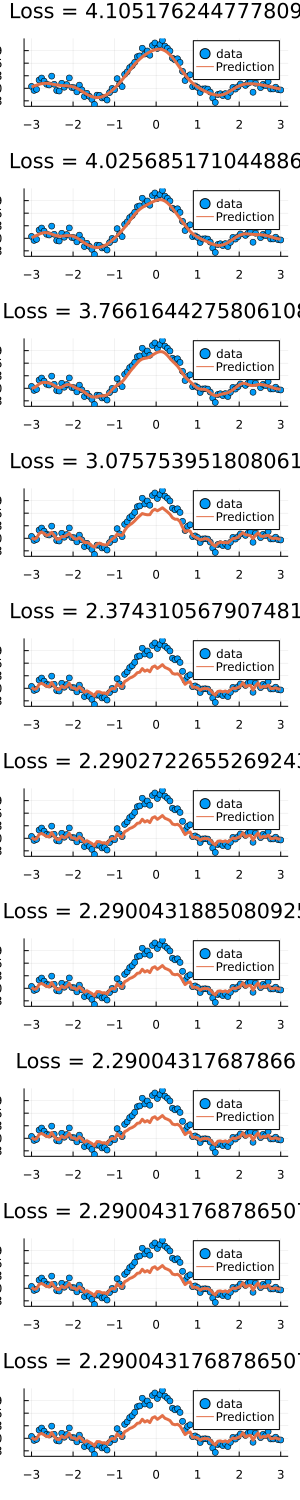 Loss = 4.105176244777809
data
Prediction
−3 −2 −1 0 1 2 3
Loss = 4.025685171044886
data
Prediction
−3 −2 −1 0 1 2 3
Loss = 3.7661644275806108
data
Prediction
−3 −2 −1 0 1 2 3
Loss = 3.075753951808061
data
Prediction
−3 −2 −1 0 1 2 3
Loss = 2.374310567907481
data
Prediction
−3 −2 −1 0 1 2 3
Loss = 2.2902722655269243
data
Prediction
−3 −2 −1 0 1 2 3
Loss = 2.2900431885080925
data
Prediction
−3 −2 −1 0 1 2 3
Loss = 2.29004317687866
data
Prediction
−3 −2 −1 0 1 2 3
Loss = 2.2900431768786507
data
Prediction
−3 −2 −1 0 1 2 3
Loss = 2.2900431768786507
data
Prediction
−3 −2 −1 0 1 2 3